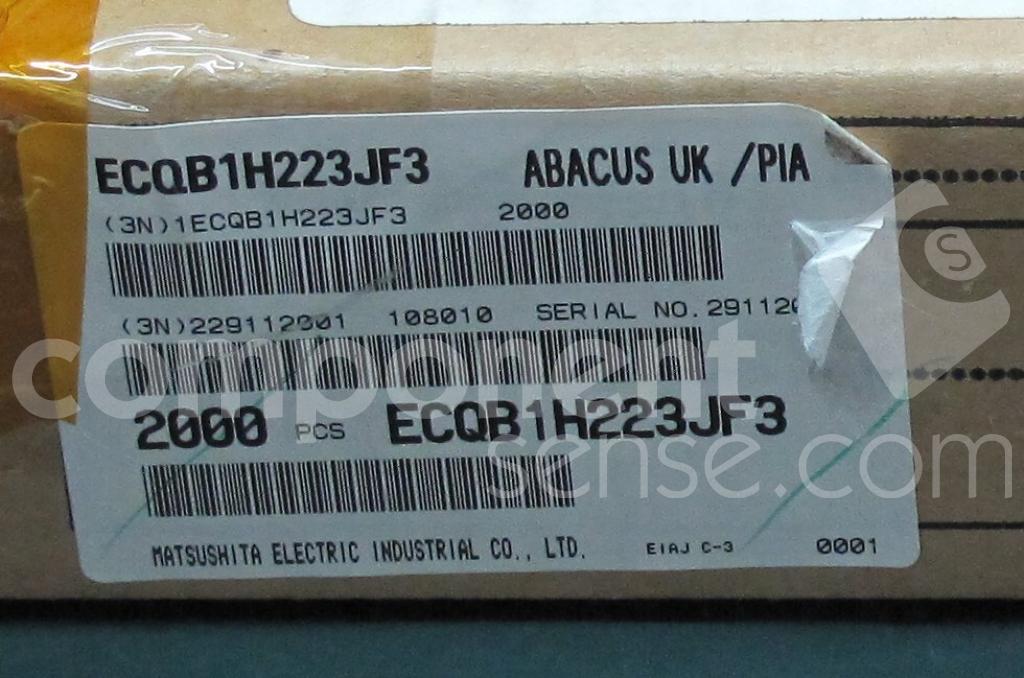 ECQB1H223JF3 ABACUS UK /PIA
(3N)1ECQB1H223JF3 2000
(3N)229112001 108010 SERIAL NO.
2000 PCS ECQB1H223JF3
MATSUSHITA ELECTRIC INDUSTRIAL CO., LTD. EIAJ C-3 0001
component
sense.com
CS